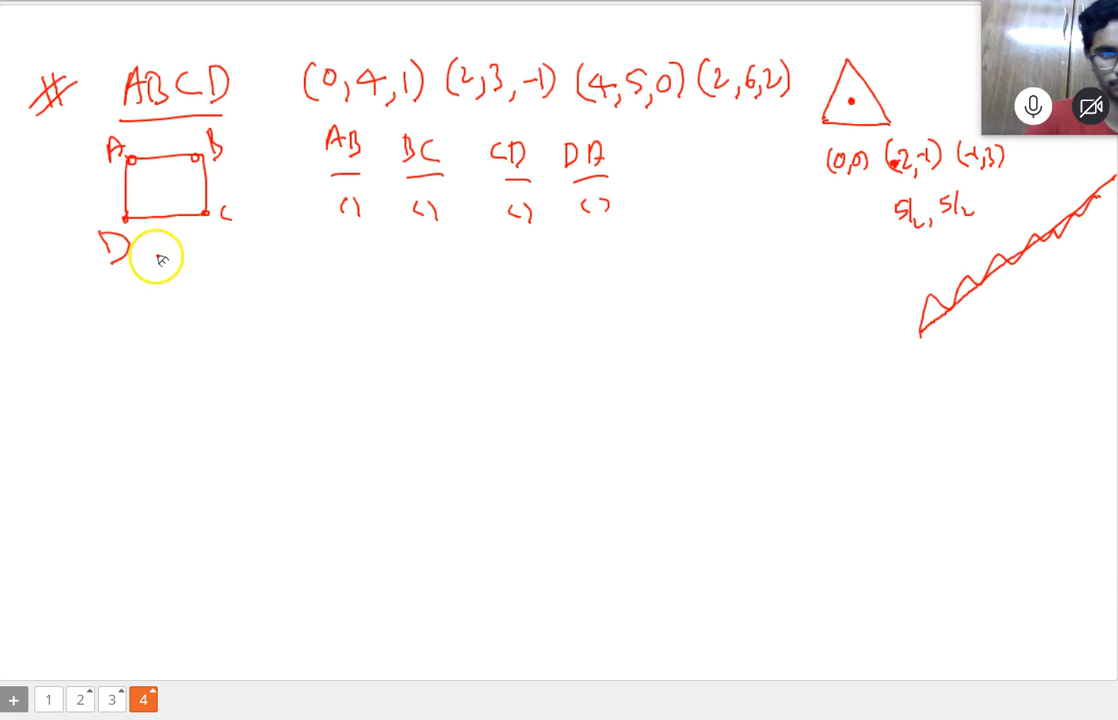 # ABCD (0,4,1) (2,3,-1) (4,5,0) (2,6,2)
A B AB BC CD DA (0,0) (-2,-1) (-1,3)
C () () () () 5/2, 5/2
D
+ 1 2 3 4